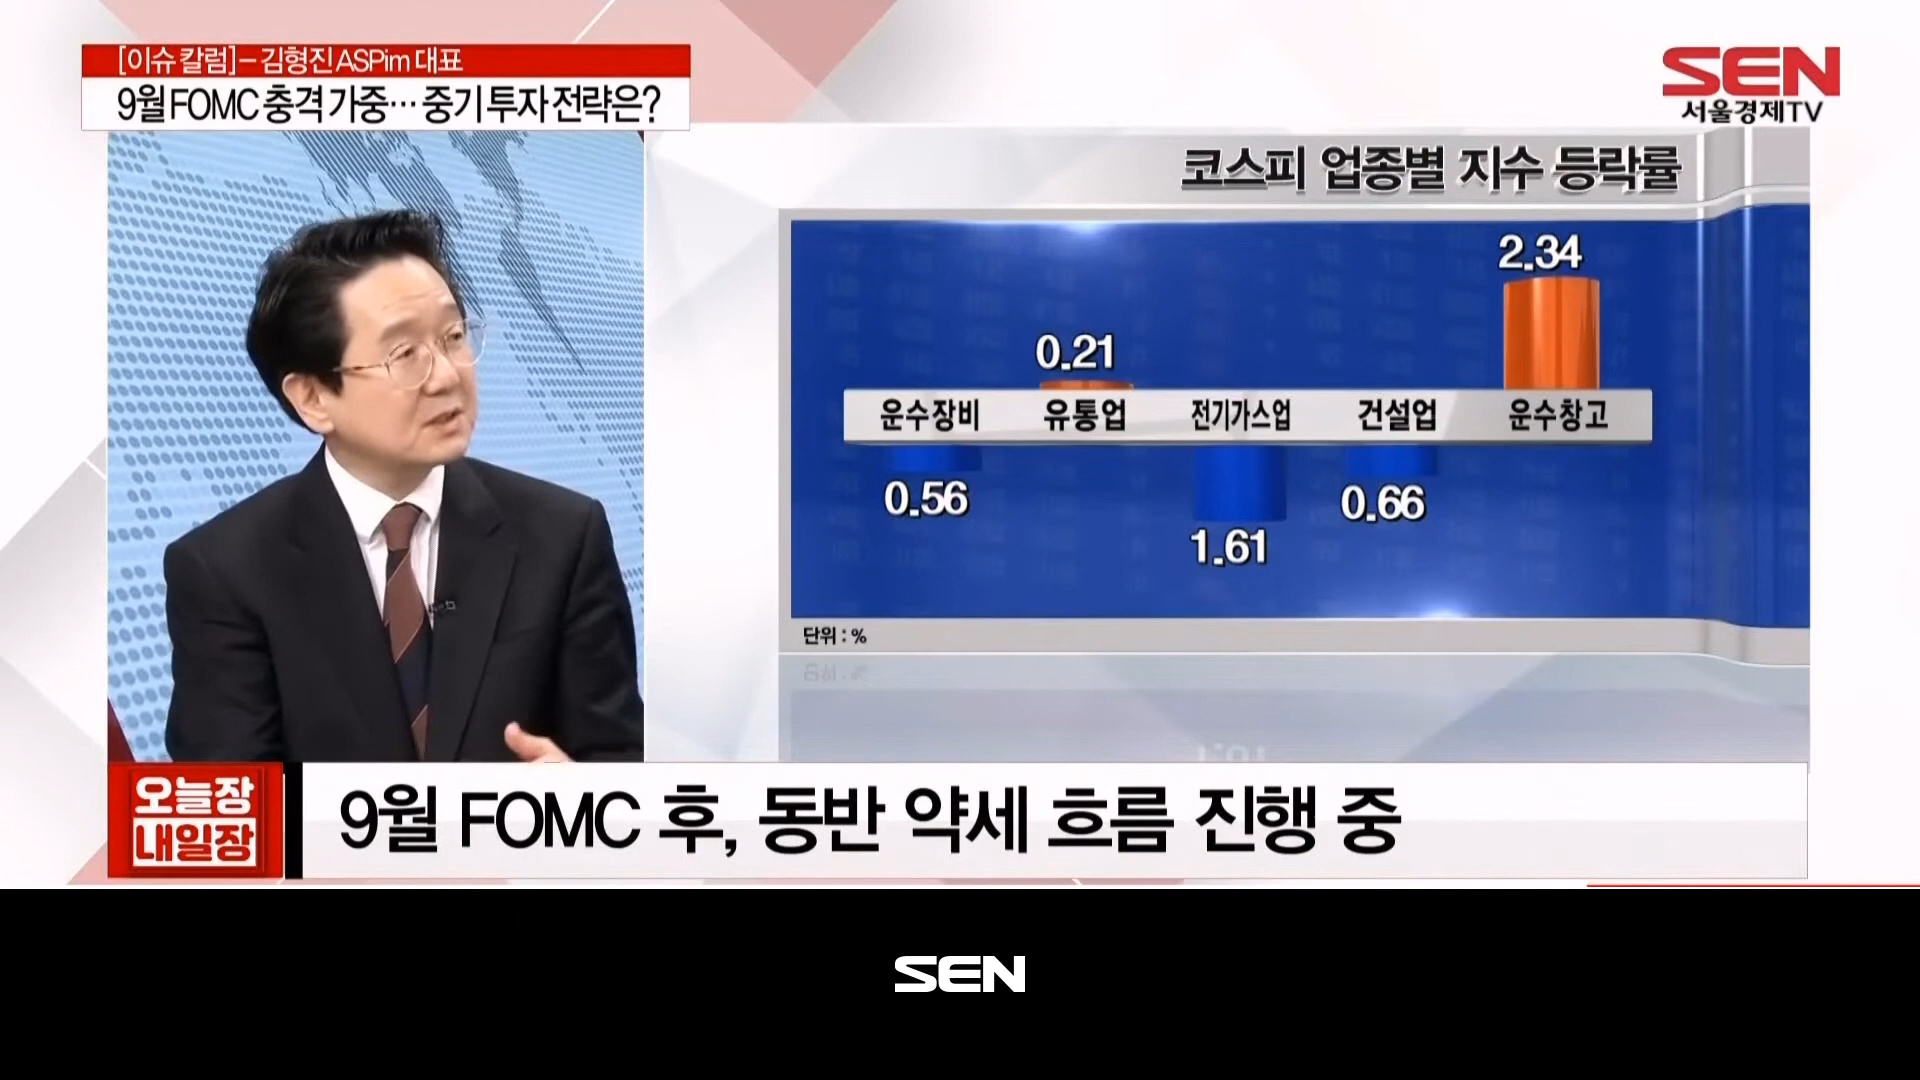 [이슈 칼럼] – 김형진 ASPim 대표
9월 FOMC 충격 가중… 중기 투자 전략은?
SEN
서울경제TV
코스피 업종별 지수 등락률
2.34
0.21
운수장비 유통업 전기가스업 건설업 운수창고
0.56
1.61
0.66
단위 : %
오늘장
내일장
9월 FOMC 후, 동반 약세 흐름 진행 중
SEN